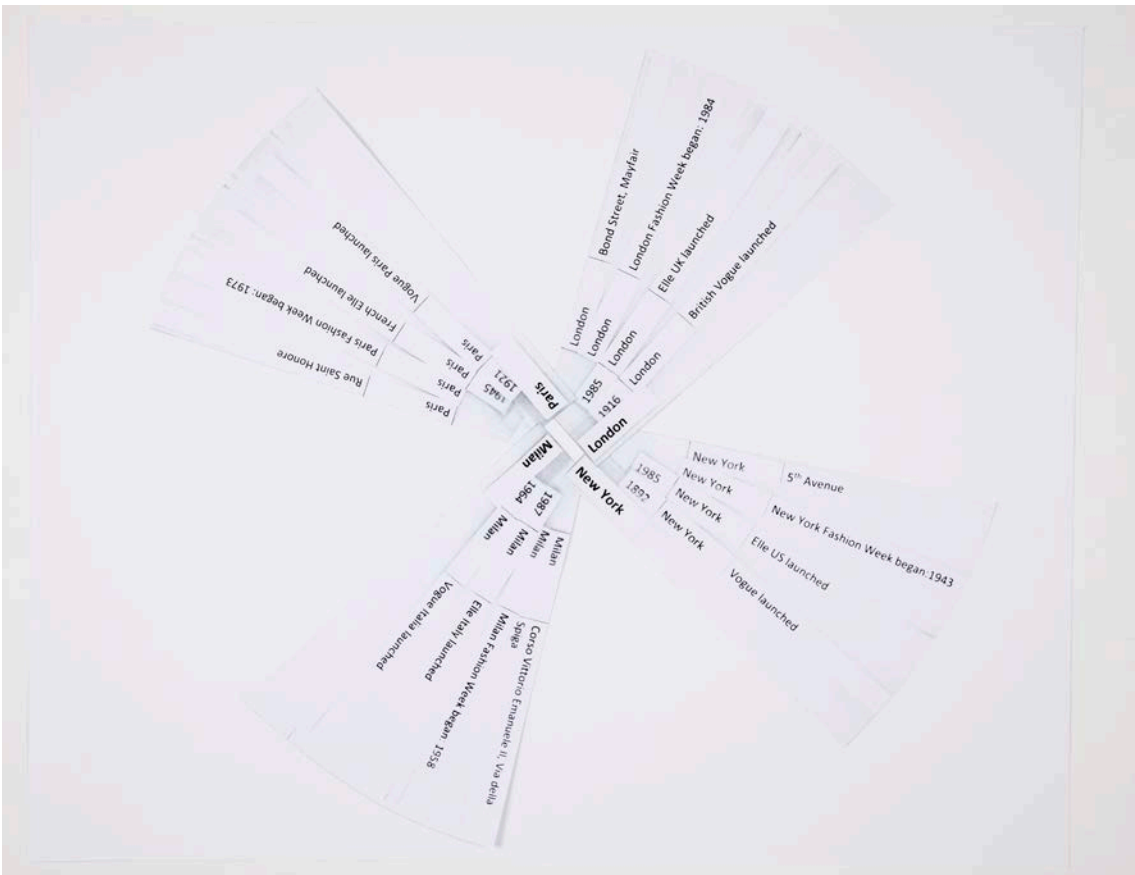 Paris
1921
1945
Paris
Vogue Paris launched
Paris
French Elle launched
Paris
Paris Fashion Week began: 1973
Paris
Rue Saint Honore
London
1985
1916
London
Bond Street, Mayfair
London
London Fashion Week began: 1984
London
Elle UK launched
London
British Vogue launched
New York
1985
1892
New York
5th Avenue
New York
New York Fashion Week began:1943
New York
Elle US launched
New York
Vogue launched
Milan
1964
1987
Milan
Vogue Italia launched
Milan
Elle Italy launched
Milan
Milan Fashion Week began: 1958
Milan
Corso Vittorio Emanuele II, Via della
Spiga